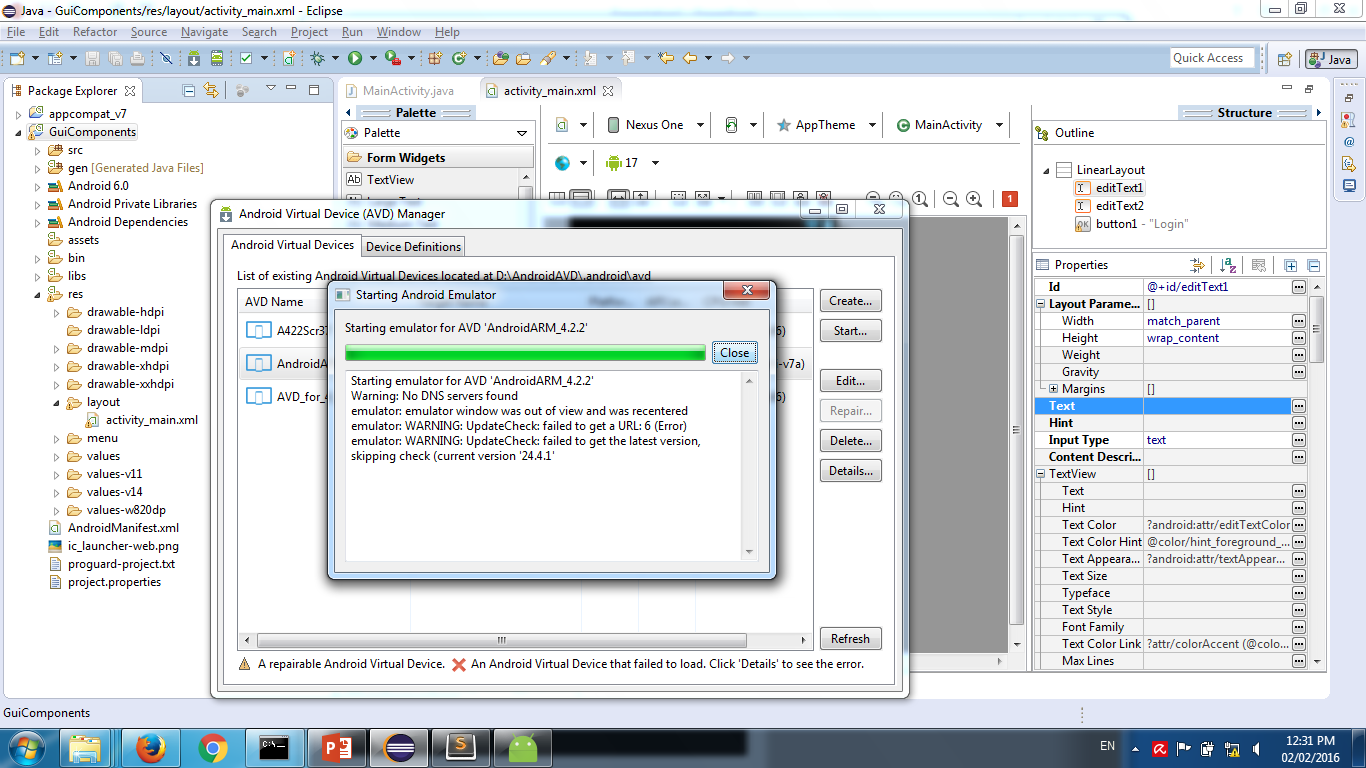 Java - GuiComponents/res/layout/activity_main.xml - Eclipse
File Edit Refactor Source Navigate Search Project Run Window Help
Quick Access
Java
Package Explorer
appcompat_v7
GuiComponents
src
gen [Generated Java Files]
Android 6.0
Android Private Libraries
Android Dependencies
assets
bin
libs
res
drawable-hdpi
drawable-ldpi
drawable-mdpi
drawable-xhdpi
drawable-xxhdpi
layout
activity_main.xml
menu
values
values-v11
values-v14
values-w820dp
AndroidManifest.xml
ic_launcher-web.png
proguard-project.txt
project.properties
MainActivity.java
activity_main.xml
Palette
Palette
Form Widgets
Ab TextView
Nexus One
AppTheme
MainActivity
17
1
Structure
Outline
LinearLayout
editText1
editText2
OK button1 - "Login"
Properties
Id @+id/editText1
Layout Parame... []
Width match_parent
Height wrap_content
Weight
Gravity
Margins []
Text
Hint
Input Type text
Content Descri...
TextView []
Text
Hint
Text Color ?android:attr/editTextColor
Text Color Hint @color/hint_foreground_...
Text Appeara... ?android:attr/textAppear...
Text Size
Typeface
Text Style
Font Family
Text Color Link ?attr/colorAccent (@colo...
Max Lines
Android Virtual Device (AVD) Manager
Android Virtual Devices
Device Definitions
List of existing Android Virtual Devices located at D:\AndroidAVD\.android\avd
AVD Name
A422Scr3
AndroidA
-v7a)
AVD_for_4
Create...
Start...
Edit...
Repair...
Delete...
Details...
Refresh
A repairable Android Virtual Device.
An Android Virtual Device that failed to load. Click 'Details' to see the error.
Starting Android Emulator
Starting emulator for AVD 'AndroidARM_4.2.2'
Close
Starting emulator for AVD 'AndroidARM_4.2.2'
Warning: No DNS servers found
emulator: emulator window was out of view and was recentered
emulator: WARNING: UpdateCheck: failed to get a URL: 6 (Error)
emulator: WARNING: UpdateCheck: failed to get the latest version,
skipping check (current version '24.4.1'
GuiComponents
EN
12:31 PM
02/02/2016